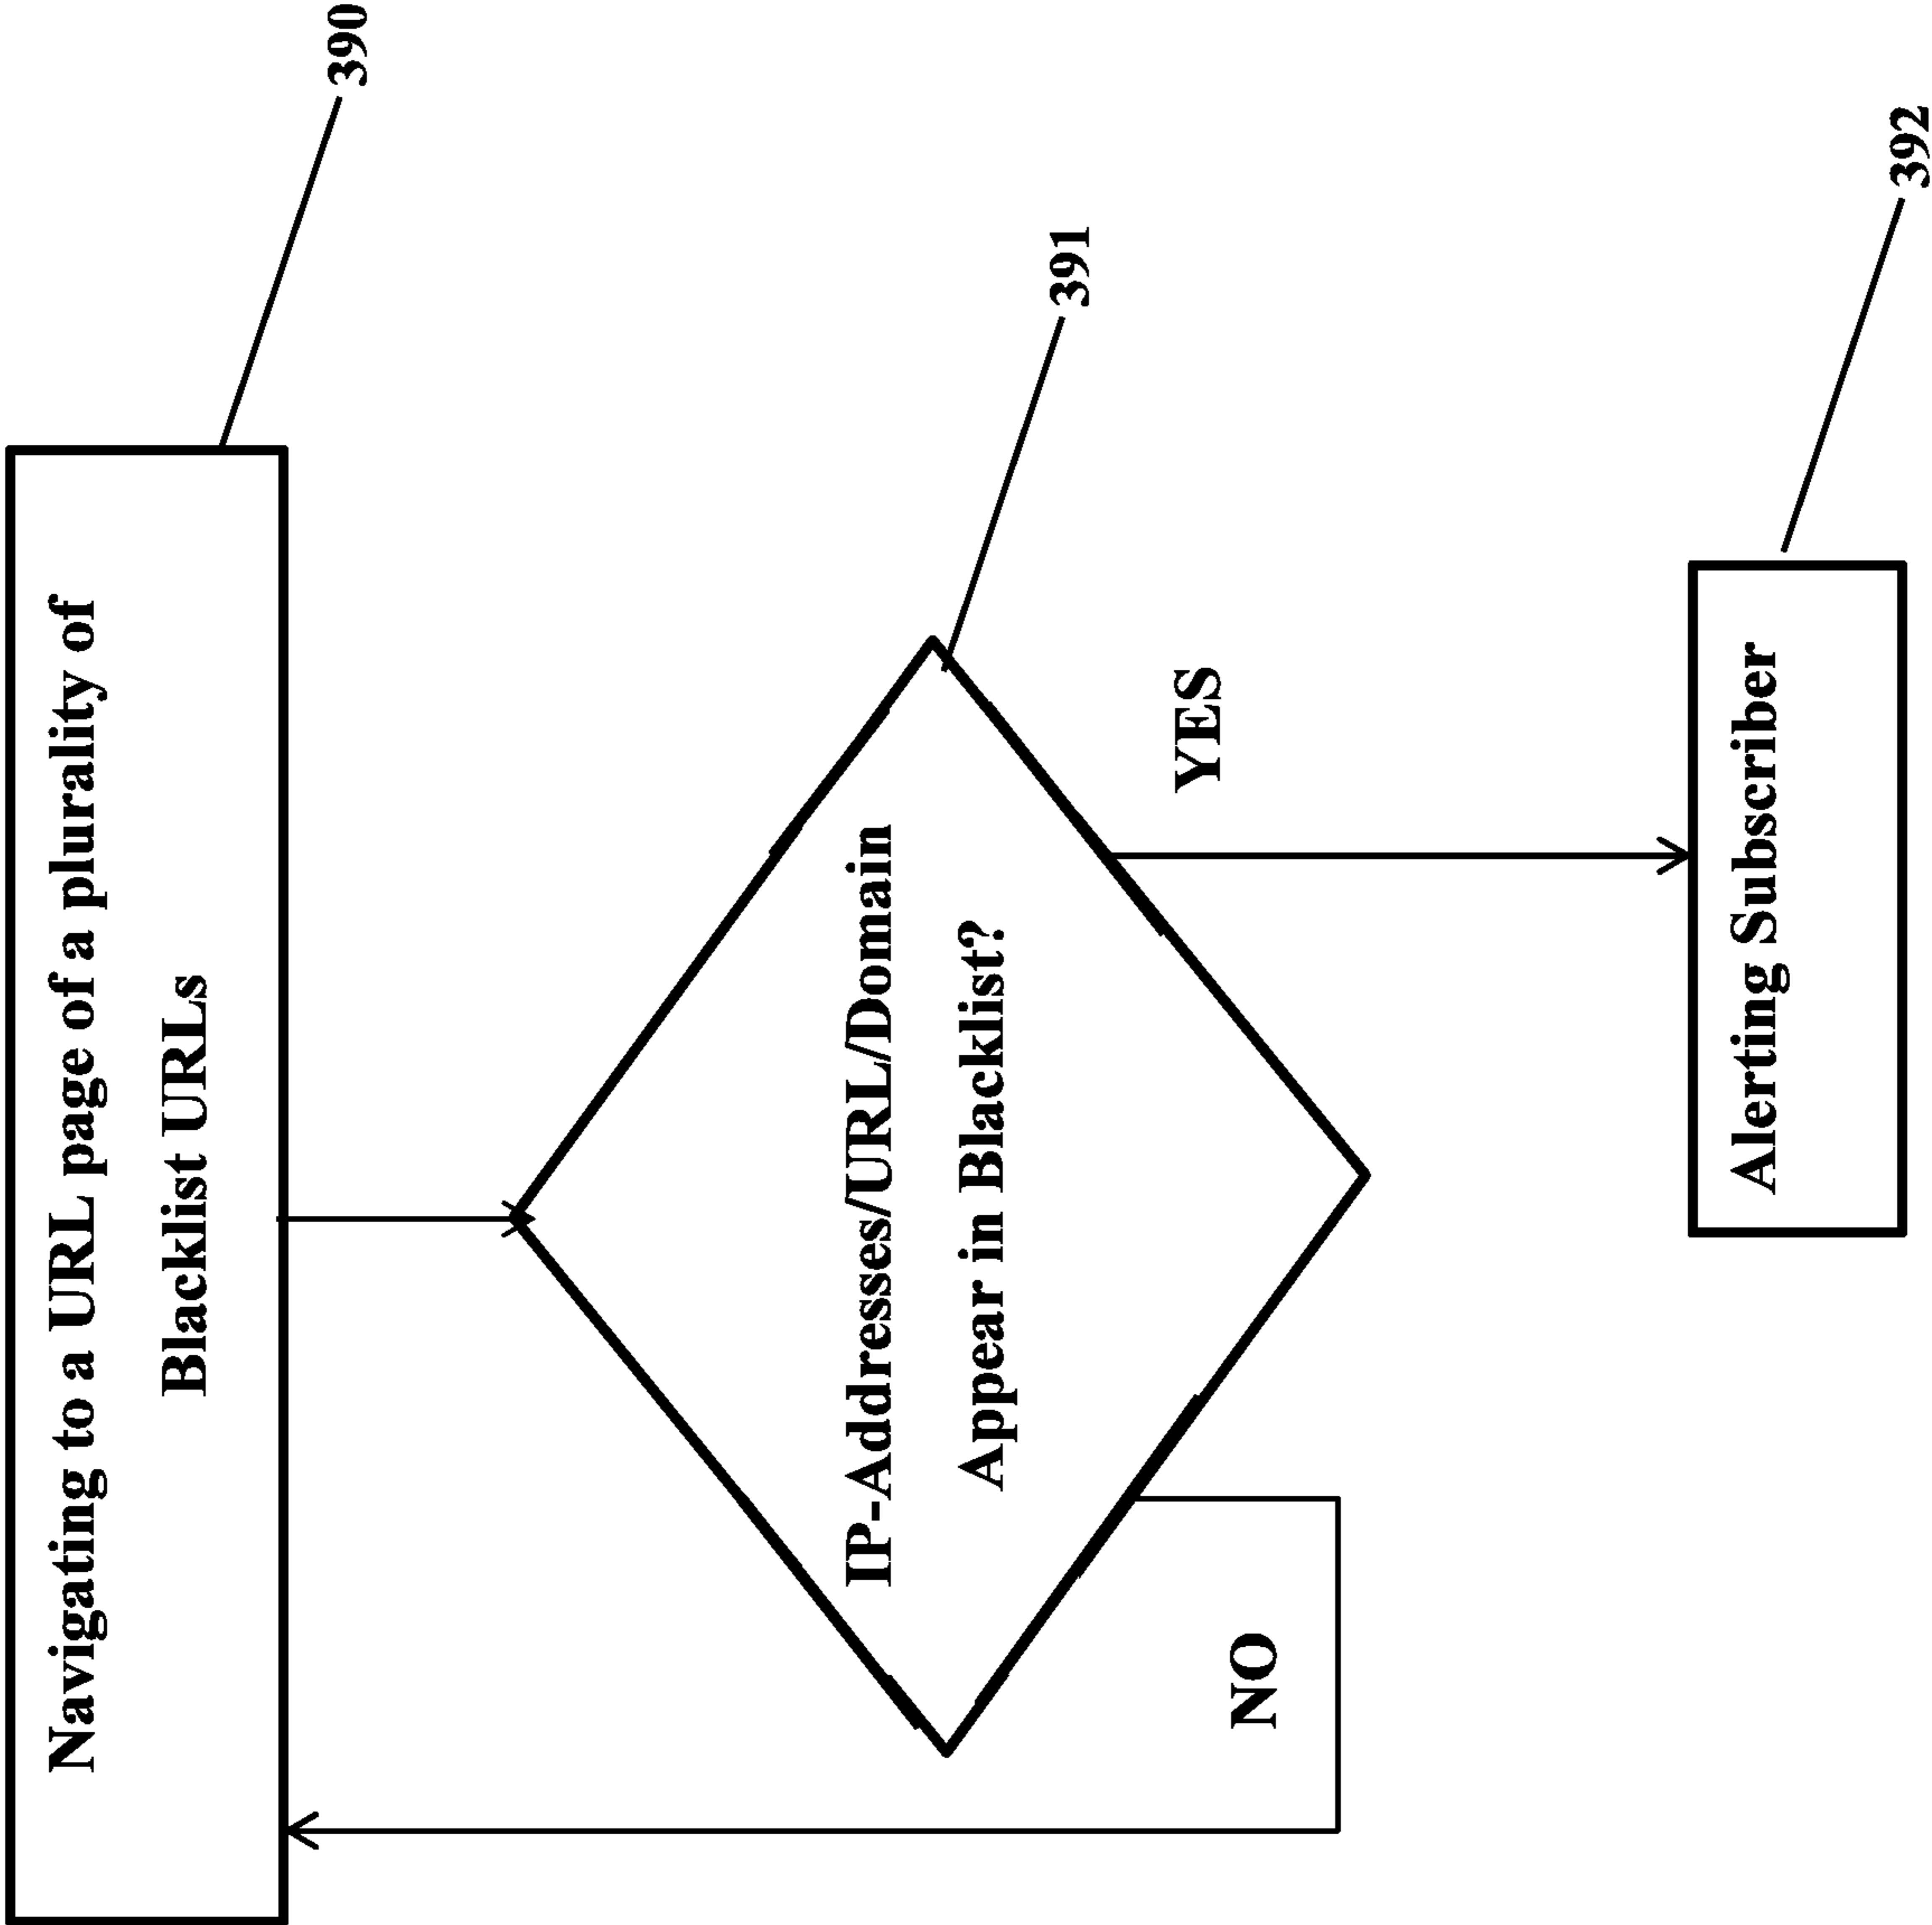 Navigating to a URL page of a plurality of
Blacklist URLs
390
IP-Addresses/URL/Domain
Appear in Blacklist?
391
YES
NO
Alerting Subscriber
392